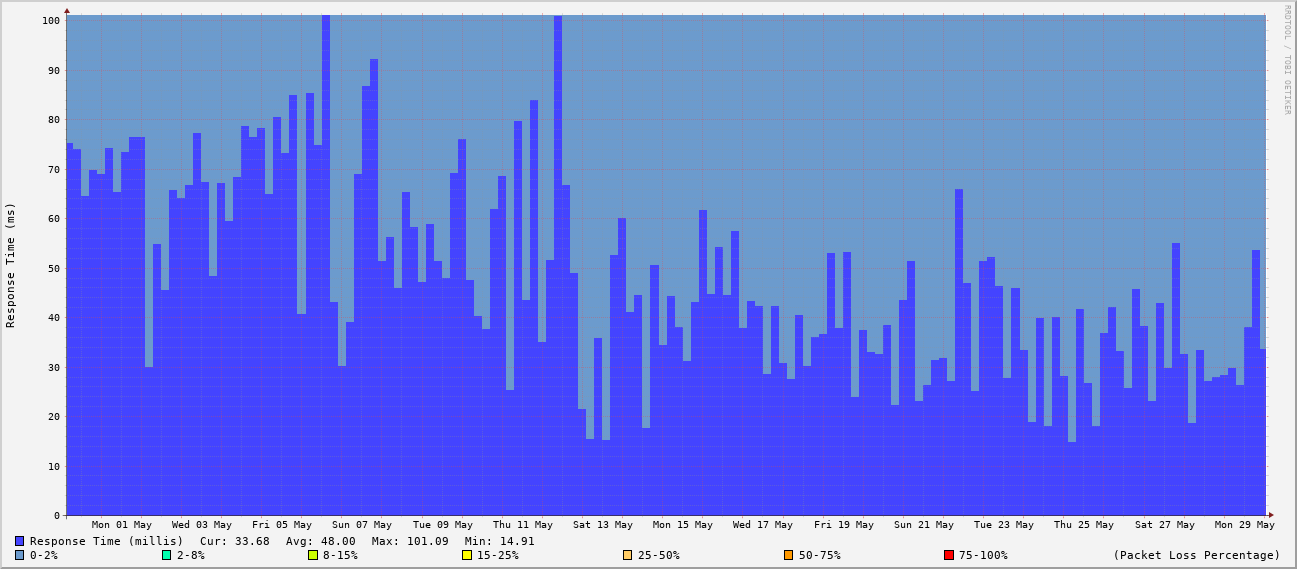 RRDTOOL / TOBI OETIKER
Response Time (ms)
100
90
80
70
60
50
40
30
20
10
0
Mon 01 May Wed 03 May Fri 05 May Sun 07 May Tue 09 May Thu 11 May Sat 13 May Mon 15 May Wed 17 May Fri 19 May Sun 21 May Tue 23 May Thu 25 May Sat 27 May Mon 29 May
Response Time (millis) Cur: 33.68 Avg: 48.00 Max: 101.09 Min: 14.91
0-2% 2-8% 8-15% 15-25% 25-50% 50-75% 75-100% (Packet Loss Percentage)